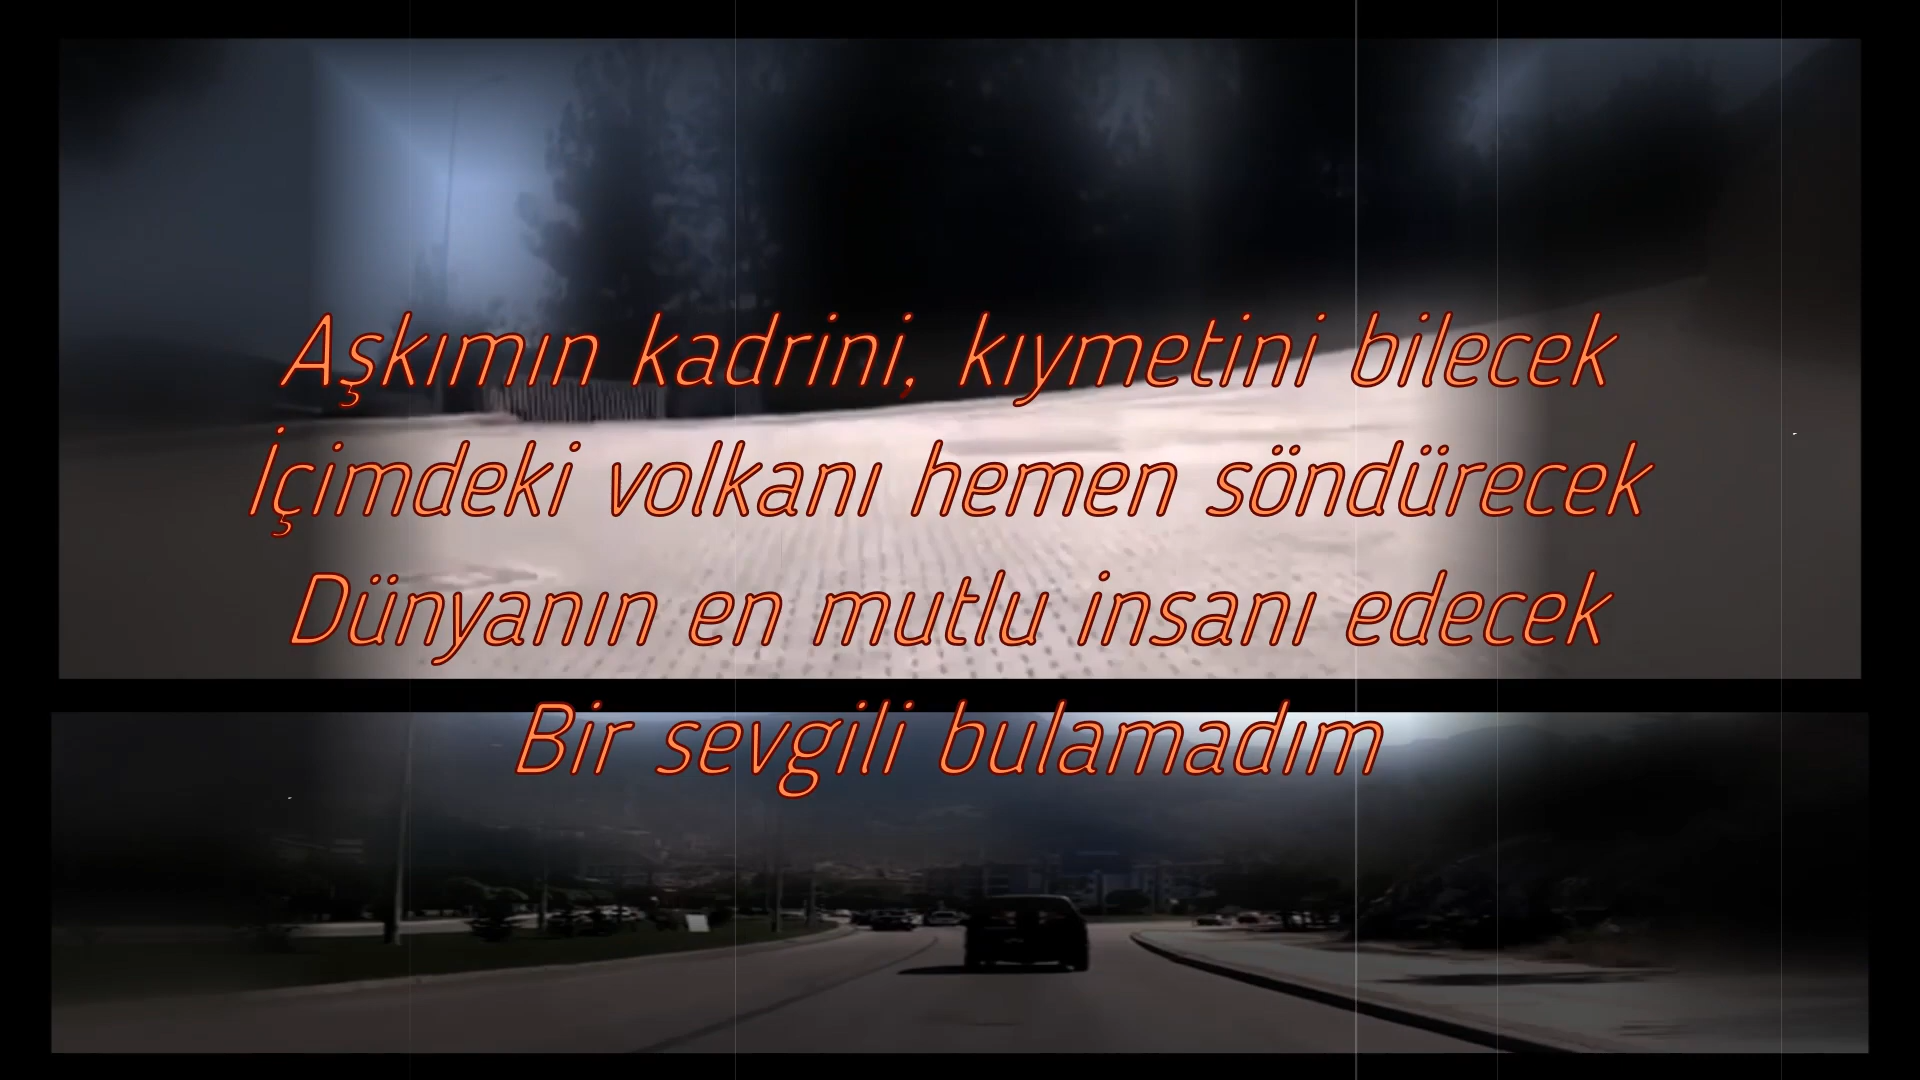 Aşkımın kadrini, kıymetini bilecek
İçimdeki volkanı hemen söndürecek
Dünyanın en mutlu insanı edecek
Bir sevgili bulamadım